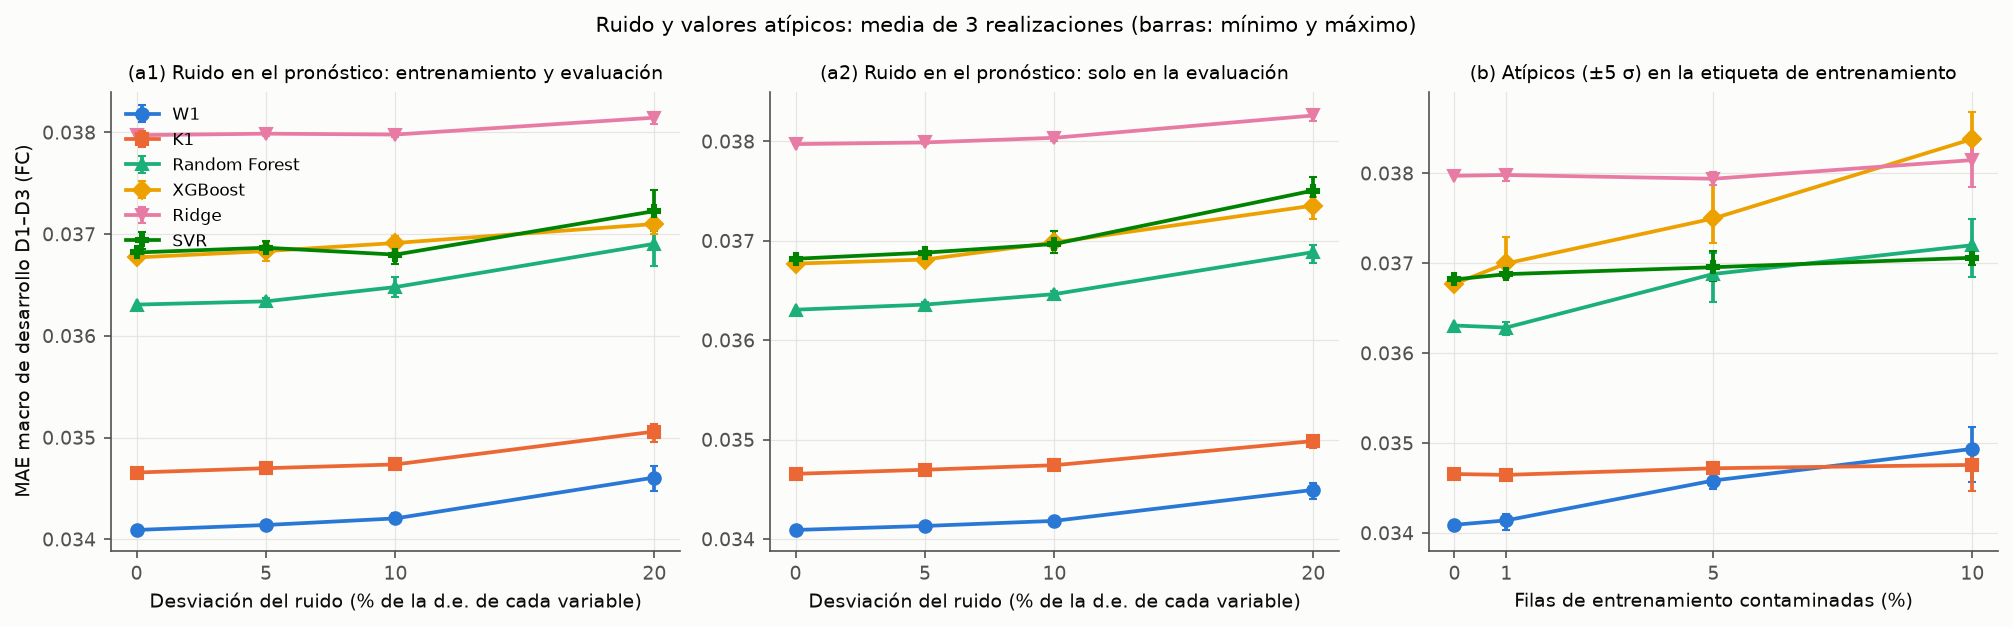 Ruido y valores atípicos: media de 3 realizaciones (barras: mínimo y máximo)
(a1) Ruido en el pronóstico: entrenamiento y evaluación
MAE macro de desarrollo D1–D3 (FC)
0.038
0.037
0.036
0.035
0.034
W1
K1
Random Forest
XGBoost
Ridge
SVR
0 5 10 20
Desviación del ruido (% de la d.e. de cada variable)
(a2) Ruido en el pronóstico: solo en la evaluación
0.038
0.037
0.036
0.035
0.034
0 5 10 20
Desviación del ruido (% de la d.e. de cada variable)
(b) Atípicos (±5 σ) en la etiqueta de entrenamiento
0.038
0.037
0.036
0.035
0.034
0 1 5 10
Filas de entrenamiento contaminadas (%)